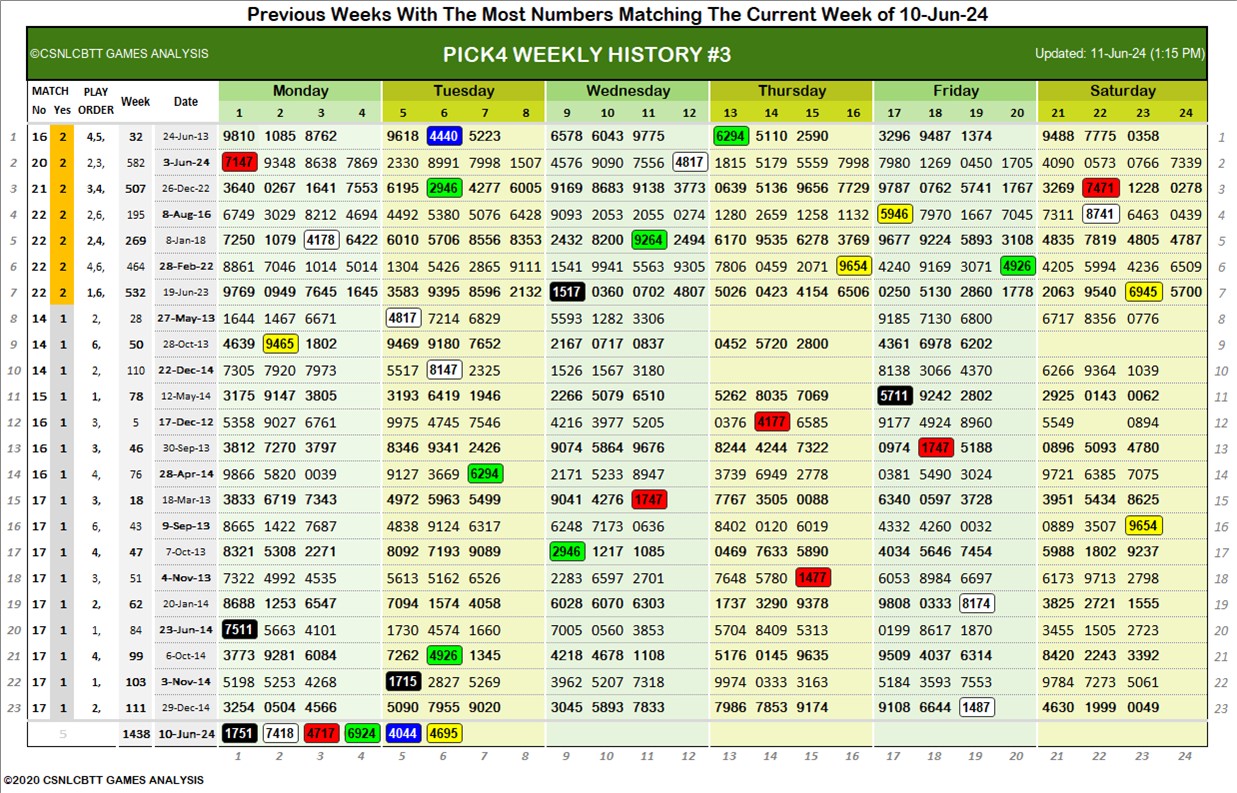 Previous Weeks With The Most Numbers Matching The Current Week of 10-Jun-24
©CSNLCBTT GAMES ANALYSIS PICK4 WEEKLY HISTORY #3 Updated: 11-Jun-24 (1:15 PM)
MATCH PLAY Week Date Monday Tuesday Wednesday Thursday Friday Saturday
No Yes ORDER 1 2 3 4 5 6 7 8 9 10 11 12 13 14 15 16 17 18 19 20 21 22 23 24
1 16 2 4,5, 32 24-Jun-13 9810 1085 8762 9618 4440 5223 6578 6043 9775 6294 5110 2590 3296 9487 1374 9488 7775 0358 1
2 20 2 2,3, 582 3-Jun-24 7147 9348 8638 7869 2330 8991 7998 1507 4576 9090 7556 4817 1815 5179 5559 7998 7980 1269 0450 1705 4090 0573 0766 7339 2
3 21 2 3,4, 507 26-Dec-22 3640 0267 1641 7553 6195 2946 4277 6005 9169 8683 9138 3773 0639 5136 9656 7729 9787 0762 5741 1767 3269 7471 1228 0278 3
4 22 2 2,6, 195 8-Aug-16 6749 3029 8212 4694 4492 5380 5076 6428 9093 2053 2055 0274 1280 2659 1258 1132 5946 7970 1667 7045 7311 8741 6463 0439 4
5 22 2 2,4, 269 8-Jan-18 7250 1079 4178 6422 6010 5706 8556 8353 2432 8200 9264 2494 6170 9535 6278 3769 9677 9224 5893 3108 4835 7819 4805 4787 5
6 22 2 4,6, 464 28-Feb-22 8861 7046 1014 5014 1304 5426 2865 9111 1541 9941 5563 9305 7806 0459 2071 9654 4240 9169 3071 4926 4205 5994 4236 6509 6
7 22 2 1,6, 532 19-Jun-23 9769 0949 7645 1645 3583 9395 8596 2132 1517 0360 0702 4807 5026 0423 4154 6506 0250 5130 2860 1778 2063 9540 6945 5700 7
8 14 1 2, 28 27-May-13 1644 1467 6671 4817 7214 6829 5593 1282 3306 9185 7130 6800 6717 8356 0776 8
9 14 1 6, 50 28-Oct-13 4639 9465 1802 9469 9180 7652 2167 0717 0837 0452 5720 2800 4361 6978 6202 9
10 14 1 2, 110 22-Dec-14 7305 7920 7973 5517 8147 2325 1526 1567 3180 8138 3066 4370 6266 9364 1039 10
11 15 1 1, 78 12-May-14 3175 9147 3805 3193 6419 1946 2266 5079 6510 5262 8035 7069 5711 9242 2802 2925 0143 0062 11
12 16 1 3, 5 17-Dec-12 5358 9027 6761 9975 4745 7546 4216 3977 5205 0376 4177 6585 9177 4924 8960 5549 0894 12
13 16 1 3, 46 30-Sep-13 3812 7270 3797 8346 9341 2426 9074 5864 9676 8244 4244 7322 0974 1747 5188 0896 5093 4780 13
14 16 1 4, 76 28-Apr-14 9866 5820 0039 9127 3669 6294 2171 5233 8947 3739 6949 2778 0381 5490 3024 9721 6385 7075 14
15 17 1 3, 18 18-Mar-13 3833 6719 7343 4972 5963 5499 9041 4276 1747 7767 3505 0088 6340 0597 3728 3951 5434 8625 15
16 17 1 6, 43 9-Sep-13 8665 1422 7687 4838 9124 6317 6248 7173 0636 8402 0120 6019 4332 4260 0032 0889 3507 9654 16
17 17 1 4, 47 7-Oct-13 8321 5308 2271 8092 7193 9089 2946 1217 1085 0469 7633 5890 4034 5646 7454 5988 1802 9237 17
18 17 1 3, 51 4-Nov-13 7322 4992 4535 5613 5162 6526 2283 6597 2701 7648 5780 1477 6053 8984 6697 6173 9713 2798 18
19 17 1 2, 62 20-Jan-14 8688 1253 6547 7094 1574 4058 6028 6070 6303 1737 3290 9378 9808 0333 8174 3825 2721 1555 19
20 17 1 1, 84 23-Jun-14 7511 5663 4101 1730 4574 1660 7005 0560 3853 5704 8409 5313 0199 8617 1870 3455 1505 2723 20
21 17 1 4, 99 6-Oct-14 3773 9281 6084 7262 4926 1345 4218 4678 1108 5176 0145 9635 9509 4037 6314 8420 2243 3392 21
22 17 1 1, 103 3-Nov-14 5198 5253 4268 1715 2827 5269 3962 5207 7318 9974 0333 3163 5184 3593 7553 9784 7273 5061 22
23 17 1 2, 111 29-Dec-14 3254 0504 4566 5090 7955 9020 3045 5893 7833 7986 7853 9174 9108 6644 1487 4630 1999 0049 23
5 1438 10-Jun-24 1751 7418 4717 6924 4044 4695
1 2 3 4 5 6 7 8 9 10 11 12 13 14 15 16 17 18 19 20 21 22 23 24
©2020 CSNLCBTT GAMES ANALYSIS